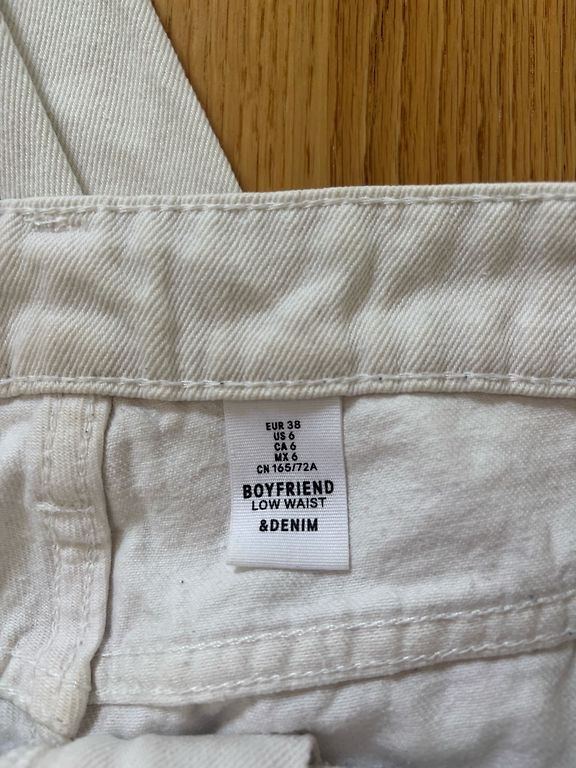 EUR 38
US 6
CA 6
MX 6
CN 165/72A
BOYFRIEND
LOW WAIST
&DENIM